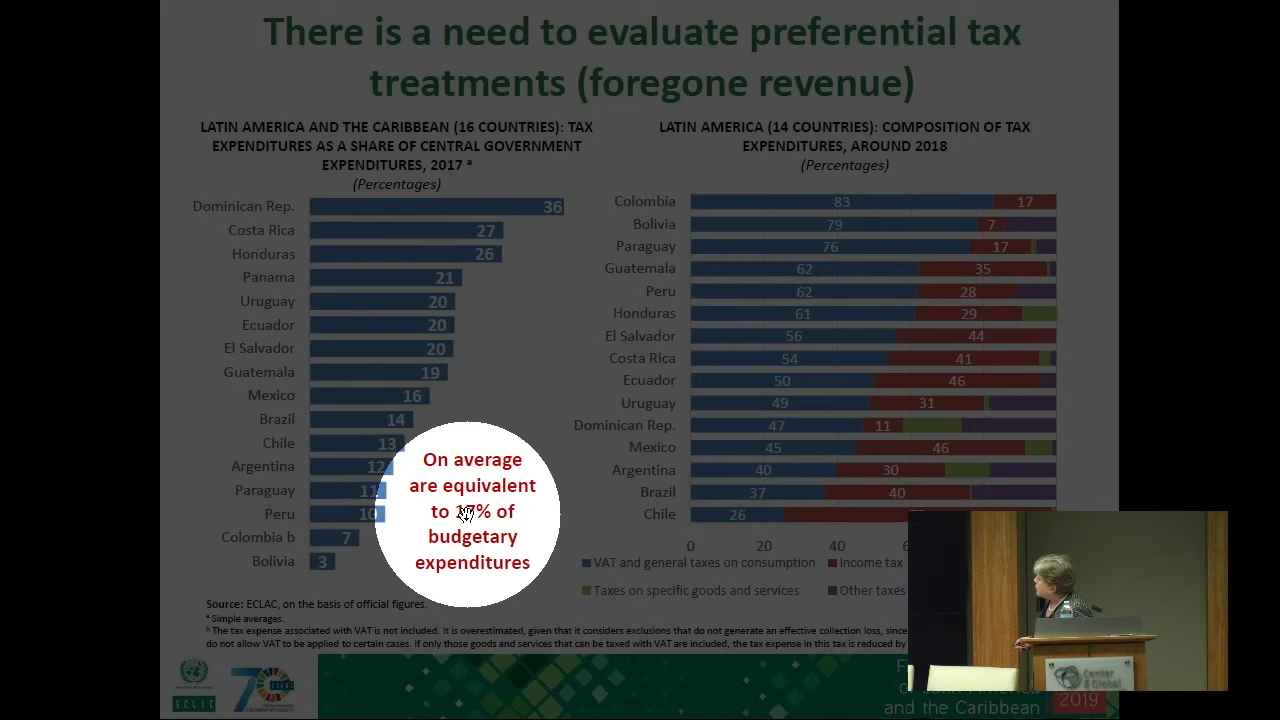 There is a need to evaluate preferential tax
treatments (foregone revenue)
LATIN AMERICA AND THE CARIBBEAN (16 COUNTRIES): TAX
EXPENDITURES AS A SHARE OF CENTRAL GOVERNMENT
EXPENDITURES, 2017 ᵃ
(Percentages)
Dominican Rep. 36
Costa Rica 27
Honduras 26
Panama 21
Uruguay 20
Ecuador 20
El Salvador 20
Guatemala 19
Mexico 16
Brazil 14
Chile 13
Argentina 12
Paraguay 11
Peru 10
Colombia b 7
Bolivia 3
On average
are equivalent
to 17% of
budgetary
expenditures
LATIN AMERICA (14 COUNTRIES): COMPOSITION OF TAX
EXPENDITURES, AROUND 2018
(Percentages)
Colombia 83 17
Bolivia 79 7
Paraguay 76 17
Guatemala 62 35
Peru 62 28
Honduras 61 29
El Salvador 56 44
Costa Rica 54 41
Ecuador 50 46
Uruguay 49 31
Dominican Rep. 47 11
Mexico 45 46
Argentina 40 30
Brazil 37 40
Chile 26
0 20 40
VAT and general taxes on consumption Income tax
Taxes on specific goods and services Other taxes
Source: ECLAC, on the basis of official figures.
ᵃ Simple averages.
ᵇ The tax expense associated with VAT is not included. It is overestimated, given that it considers exclusions that do not generate an effective collection loss, since
do not allow VAT to be applied to certain cases. If only those goods and services that can be taxed with VAT are included, the tax expense in this tax is reduced by
ECLAC
70
ECLAC
and the Caribbean
2019
Center
Global